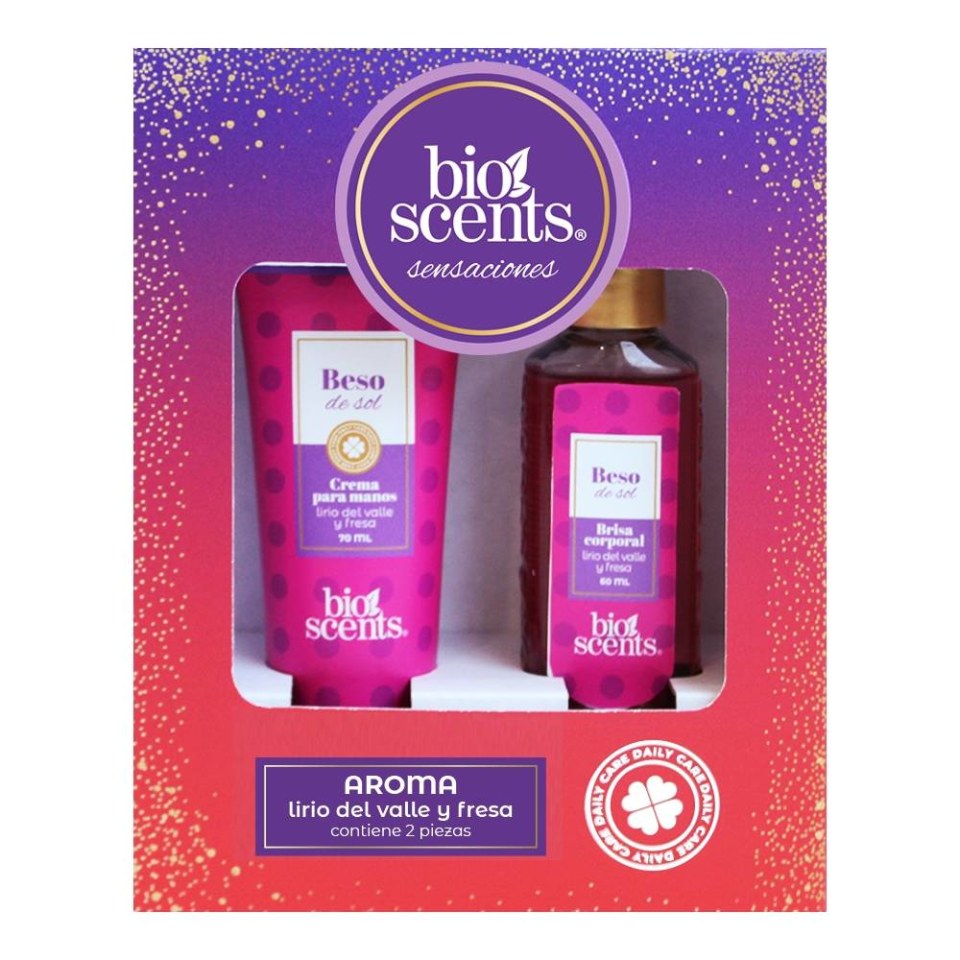 bio
scents®
sensaciones
Beso
de sol
Crema
para manos
lirio del valle
y fresa
70 ML
bio
scents®
Beso
de sol
Brisa
corporal
lirio del valle
y fresa
60 ML
bio
scents®
AROMA
lirio del valle y fresa
contiene 2 piezas
DAILY CARE DAILY CARE DAILY CARE DAILY CARE